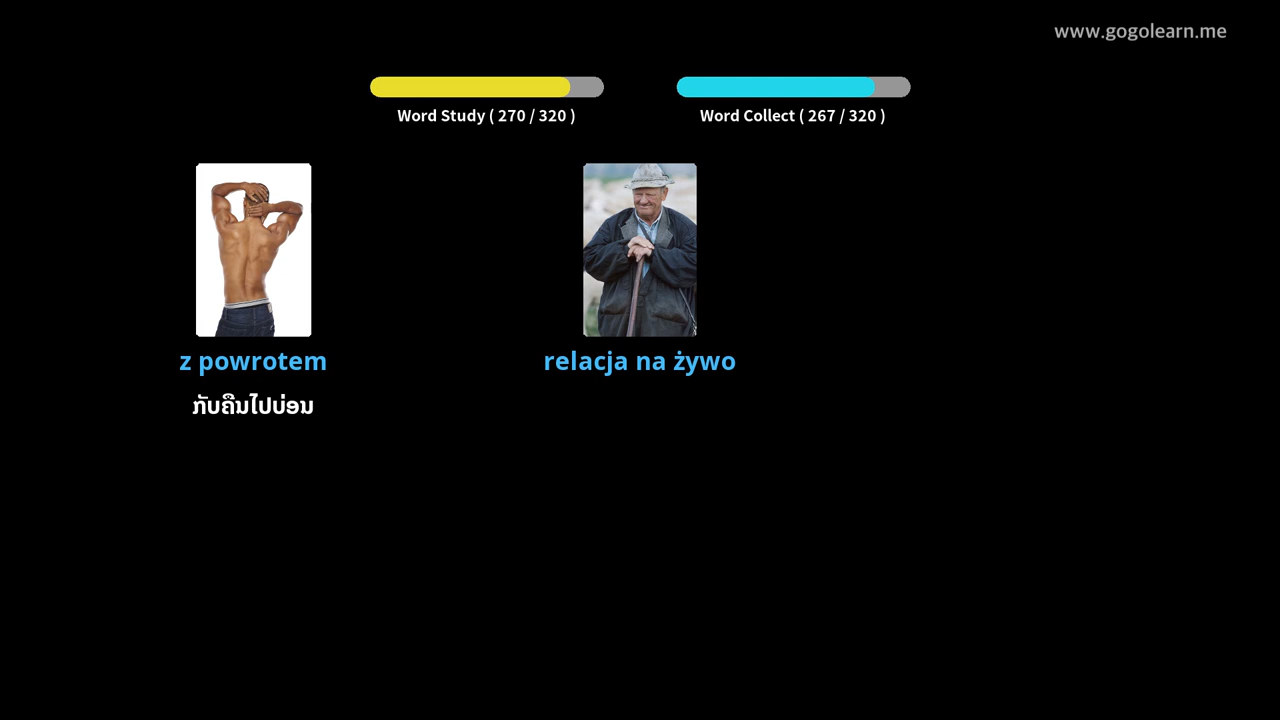 www.gogolearn.me
Word Study ( 270 / 320 )
Word Collect ( 267 / 320 )
z powrotem
relacja na żywo
ກັບຄືນໄປບ່ອນ